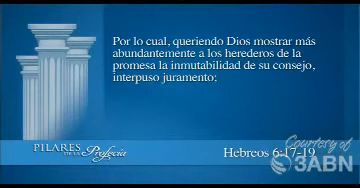 Por lo cual, queriendo Dios mostrar más
abundantemente a los herederos de la
promesa la inmutabilidad de su consejo,
interpuso juramento;
PILARES
DE LA Profecía
Hebreos 6:17-19
Courtesy of
3ABN